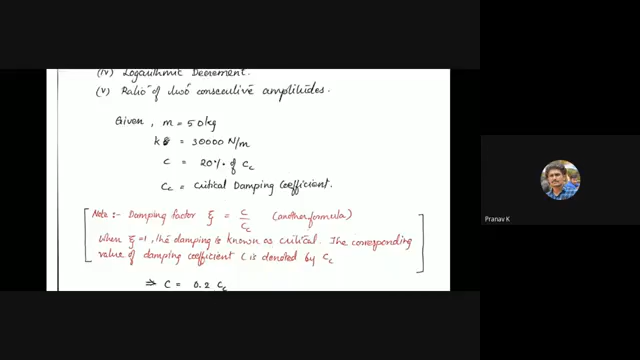 (iv) Logarithmic Decrement.
(v) Ratio of two consecutive amplitudes.
Given, m = 50kg
k = 30000 N/m
C = 20% of Cc
Cc = Critical Damping Coefficient.
Note :- Damping factor ξ = C/Cc (another formula)
When ξ=1, the damping is known as critical. The corresponding
value of damping coefficient C is denoted by Cc
⇒ C = 0.2 Cc
Pranav K